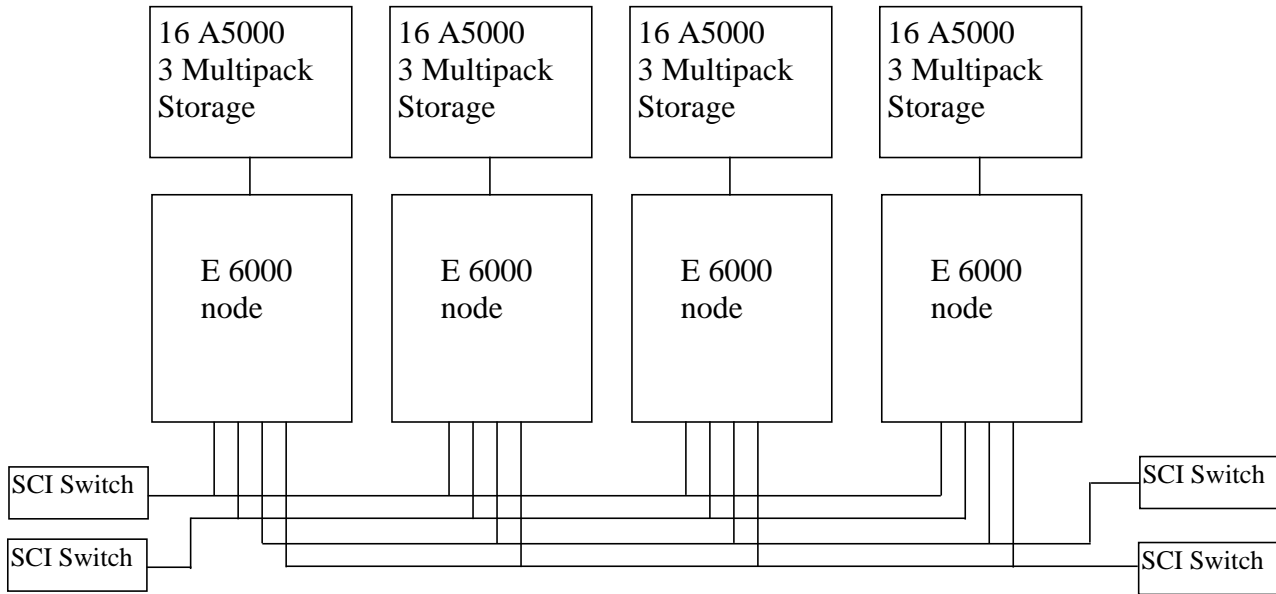 16 A5000
3 Multipack
Storage
16 A5000
3 Multipack
Storage
16 A5000
3 Multipack
Storage
16 A5000
3 Multipack
Storage
E 6000
node
E 6000
node
E 6000
node
E 6000
node
SCI Switch
SCI Switch
SCI Switch
SCI Switch